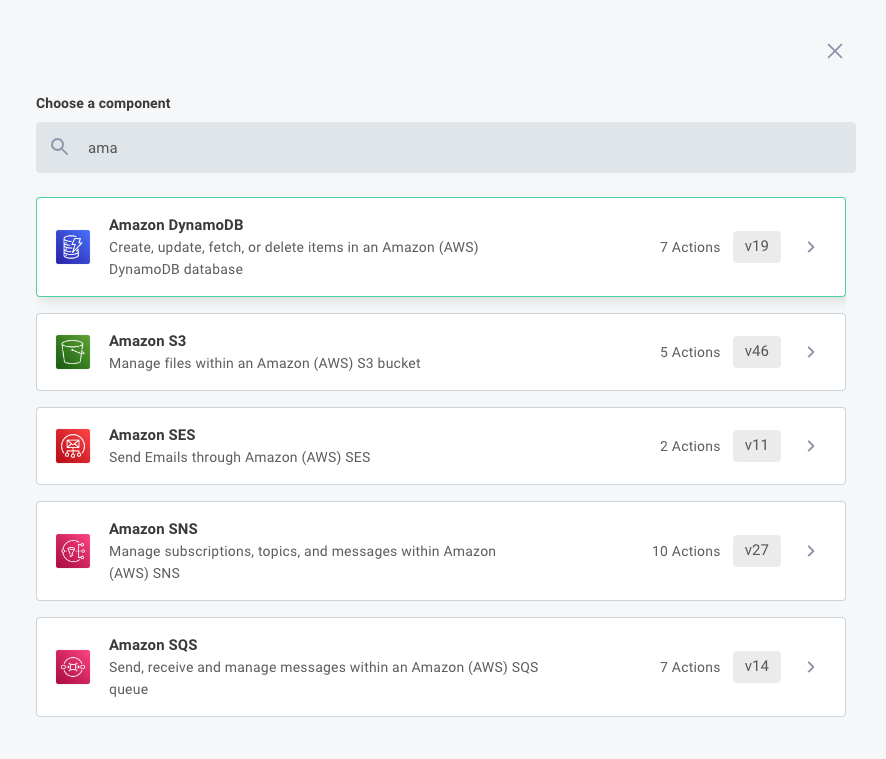 Choose a component
ama
Amazon DynamoDB
Create, update, fetch, or delete items in an Amazon (AWS)
DynamoDB database
7 Actions
v19
Amazon S3
Manage files within an Amazon (AWS) S3 bucket
5 Actions
v46
Amazon SES
Send Emails through Amazon (AWS) SES
2 Actions
v11
Amazon SNS
Manage subscriptions, topics, and messages within Amazon
(AWS) SNS
10 Actions
v27
Amazon SQS
Send, receive and manage messages within an Amazon (AWS) SQS
queue
7 Actions
v14